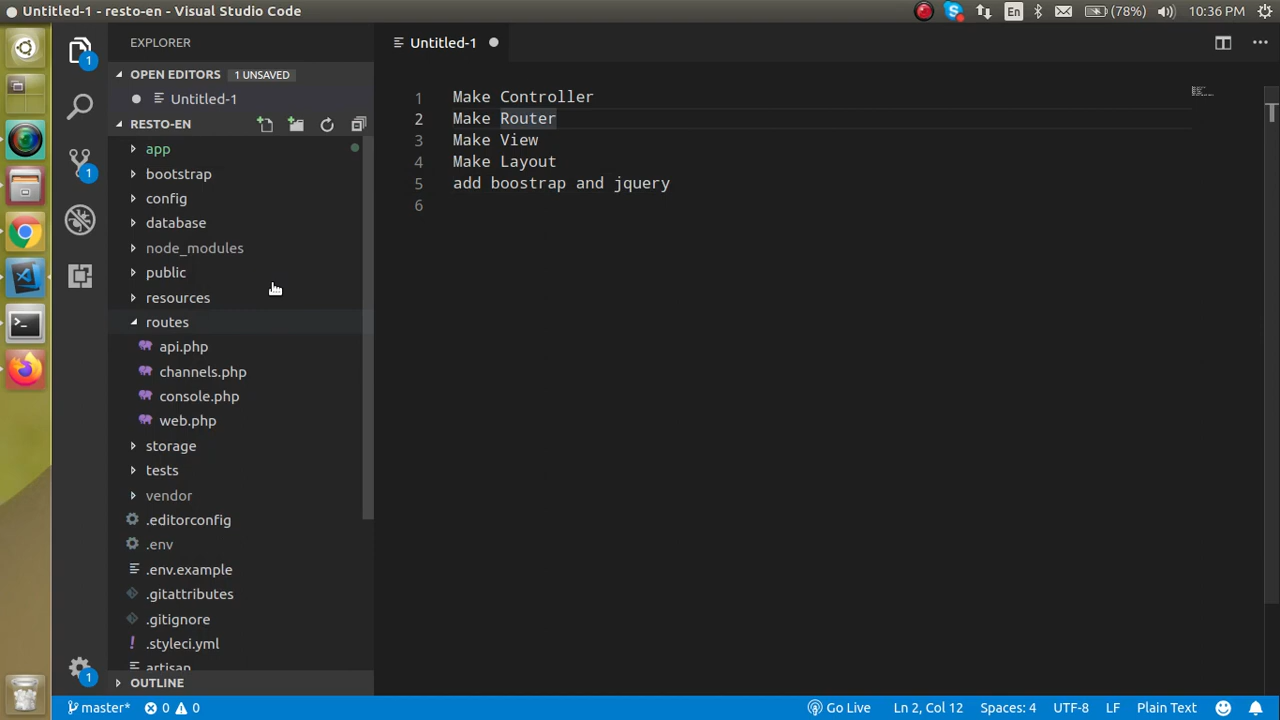 Untitled-1 - resto-en - Visual Studio Code
En
(78%)
10:36 PM
1
EXPLORER
Untitled-1
OPEN EDITORS
1 UNSAVED
Untitled-1
RESTO-EN
app
bootstrap
config
database
node_modules
public
resources
routes
api.php
channels.php
console.php
web.php
storage
tests
vendor
.editorconfig
.env
.env.example
.gitattributes
.gitignore
.styleci.yml
artisan
OUTLINE
1
1
1 Make Controller
2 Make Router
3 Make View
4 Make Layout
5 add boostrap and jquery
6
master*
0
0
Go Live
Ln 2, Col 12
Spaces: 4
UTF-8
LF
Plain Text